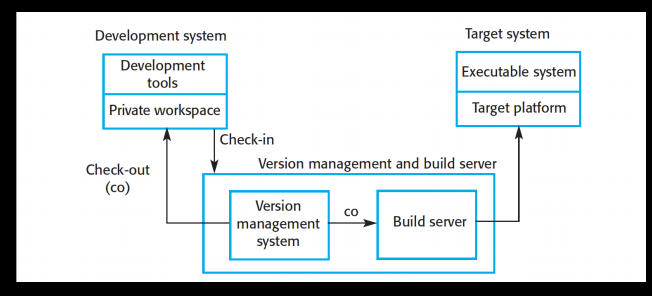 Development system
Target system
Development
tools
Private workspace
Executable system
Target platform
Check-in
Check-out
(co)
Version management and build server
Version
management
system
co
Build server